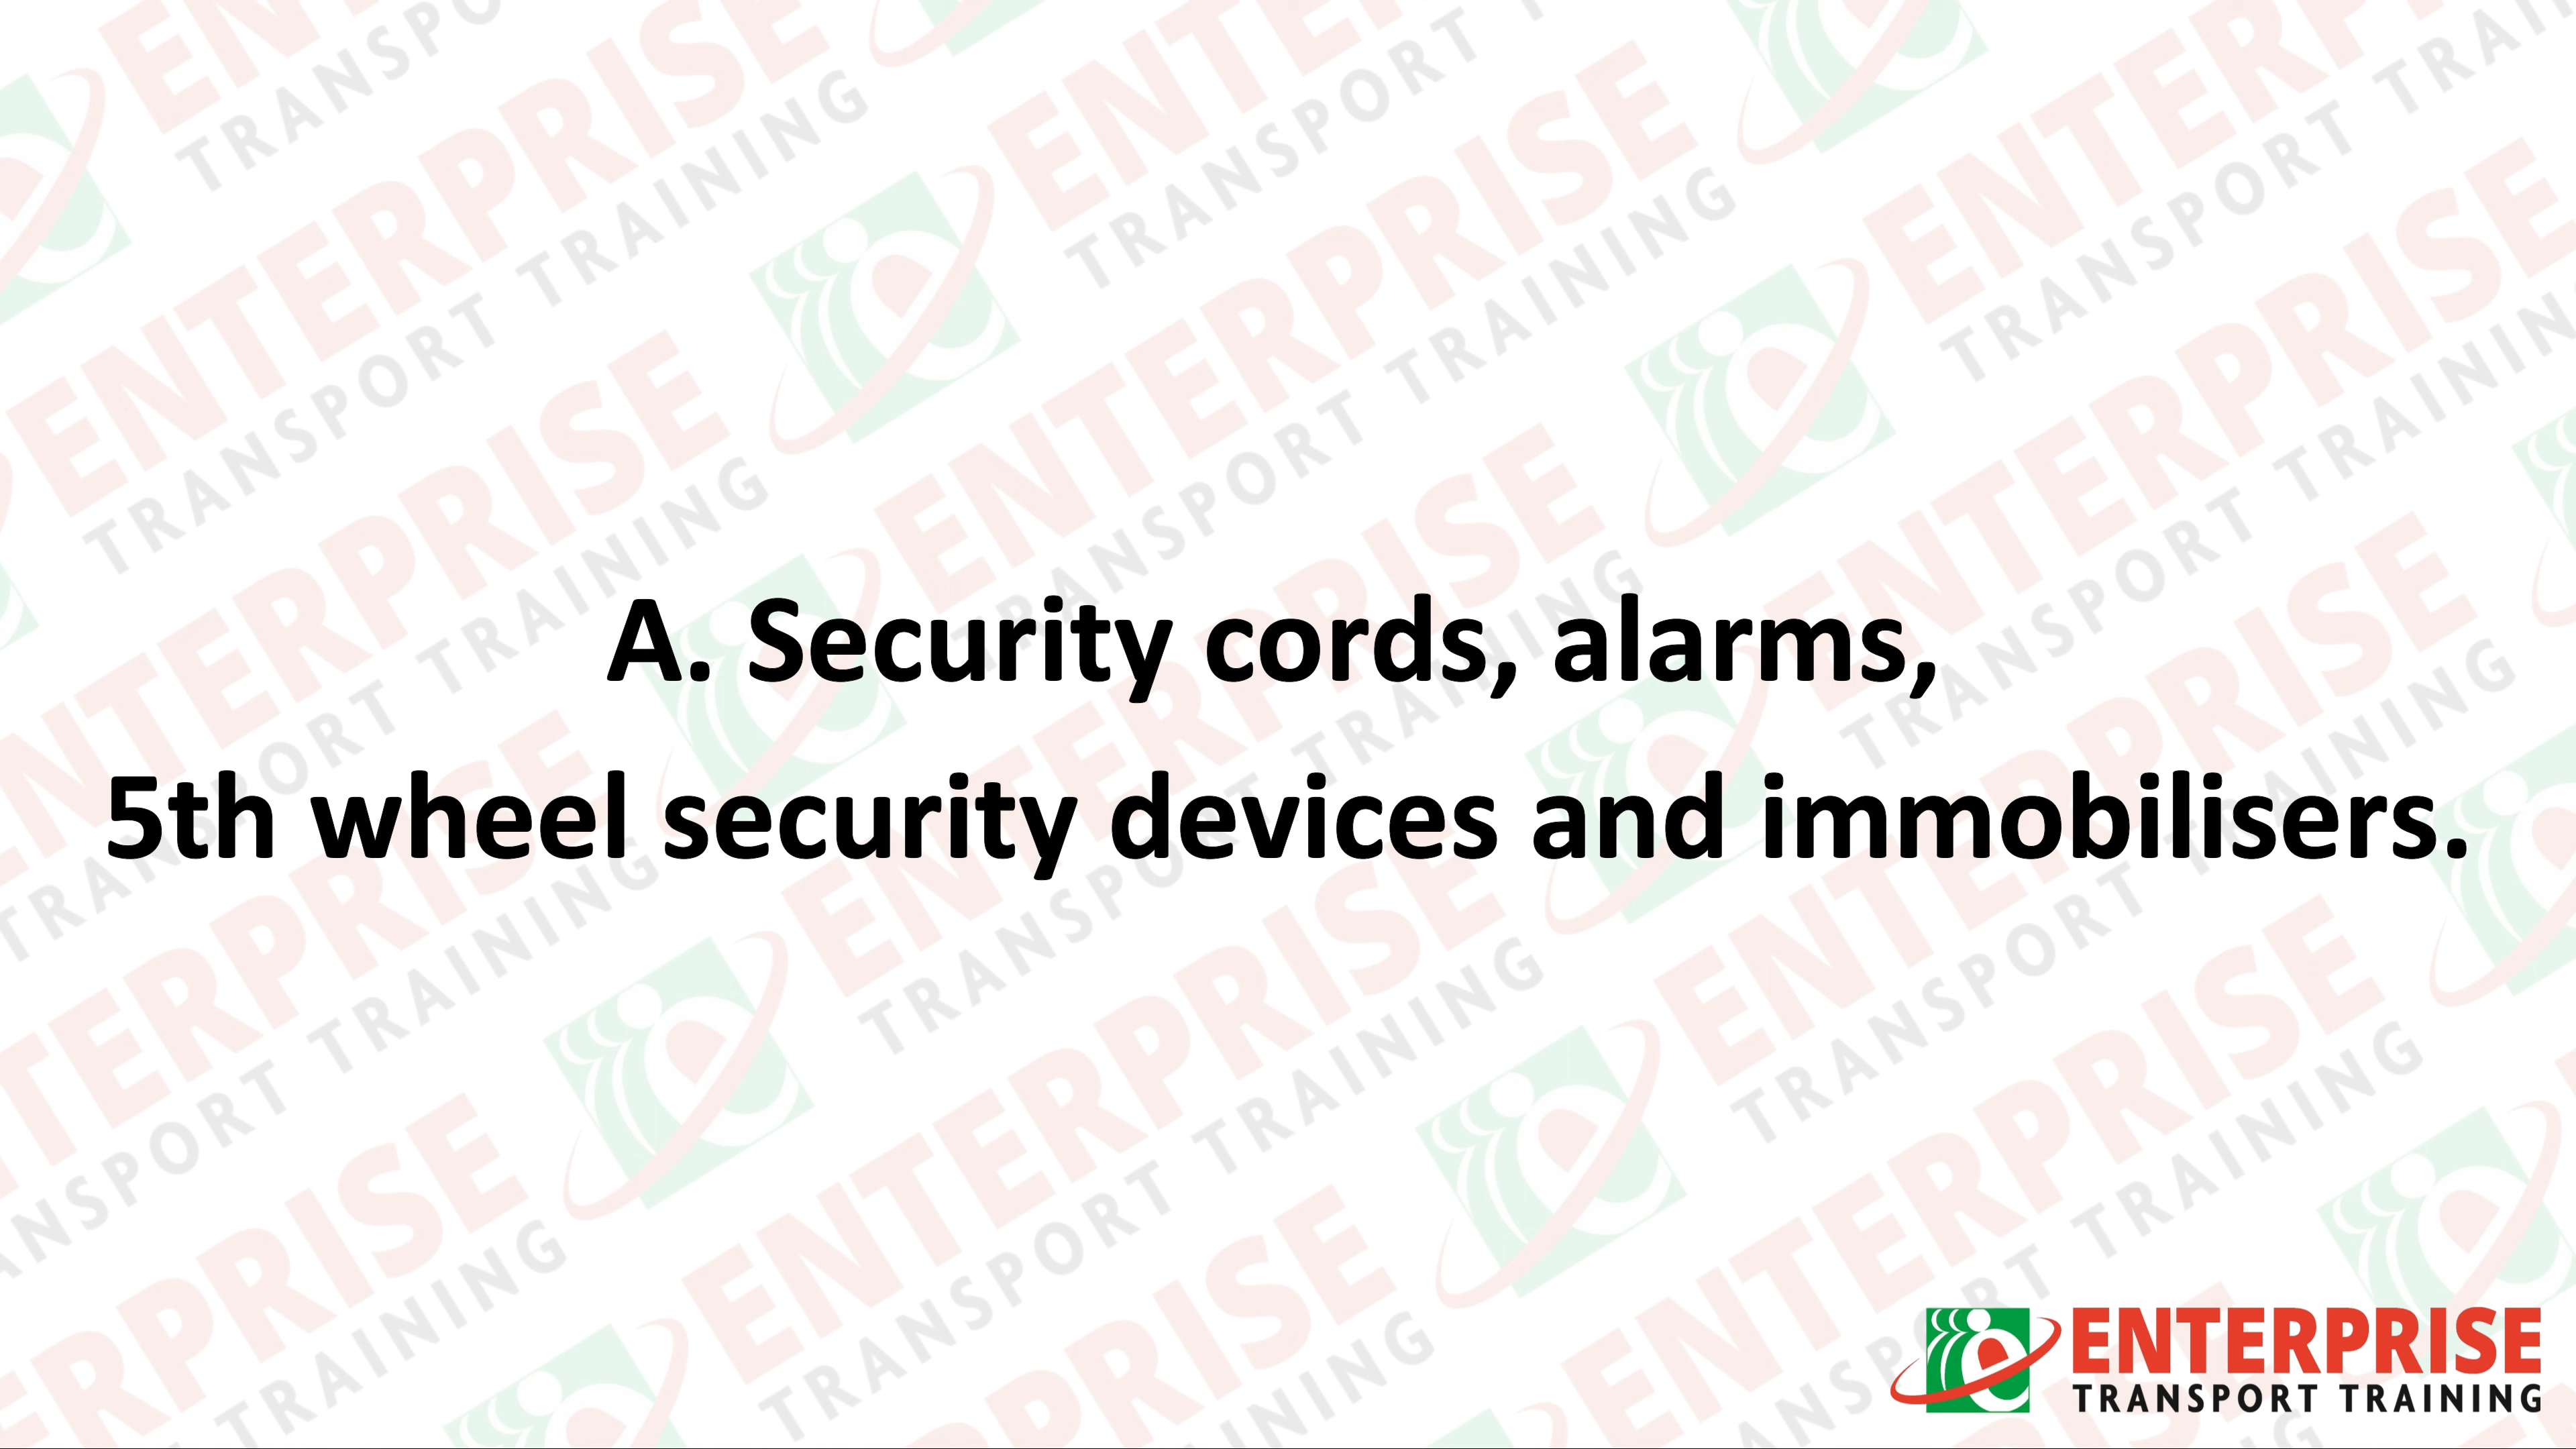 A. Security cords, alarms,
5th wheel security devices and immobilisers.
ENTERPRISE
TRANSPORT TRAINING